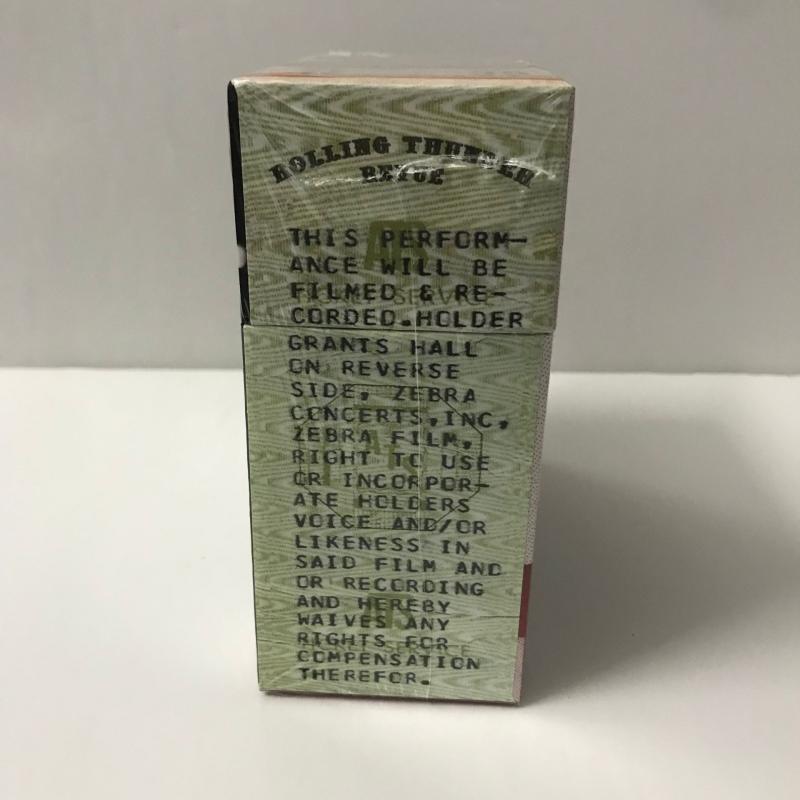 ROLLING THUNDER
REVUE
THIS PERFORM-
ANCE WILL BE
FILMED & RE-
CORDED.HOLDER
GRANTS HALL
ON REVERSE
SIDE, ZEBRA
CONCERTS,INC,
ZEBRA FILM,
RIGHT TO USE
OR INCORPOR-
ATE HOLDERS
VOICE AND/OR
LIKENESS IN
SAID FILM AND
OR RECORDING
AND HEREBY
WAIVES ANY
RIGHTS FOR
COMPENSATION
THEREFOR.